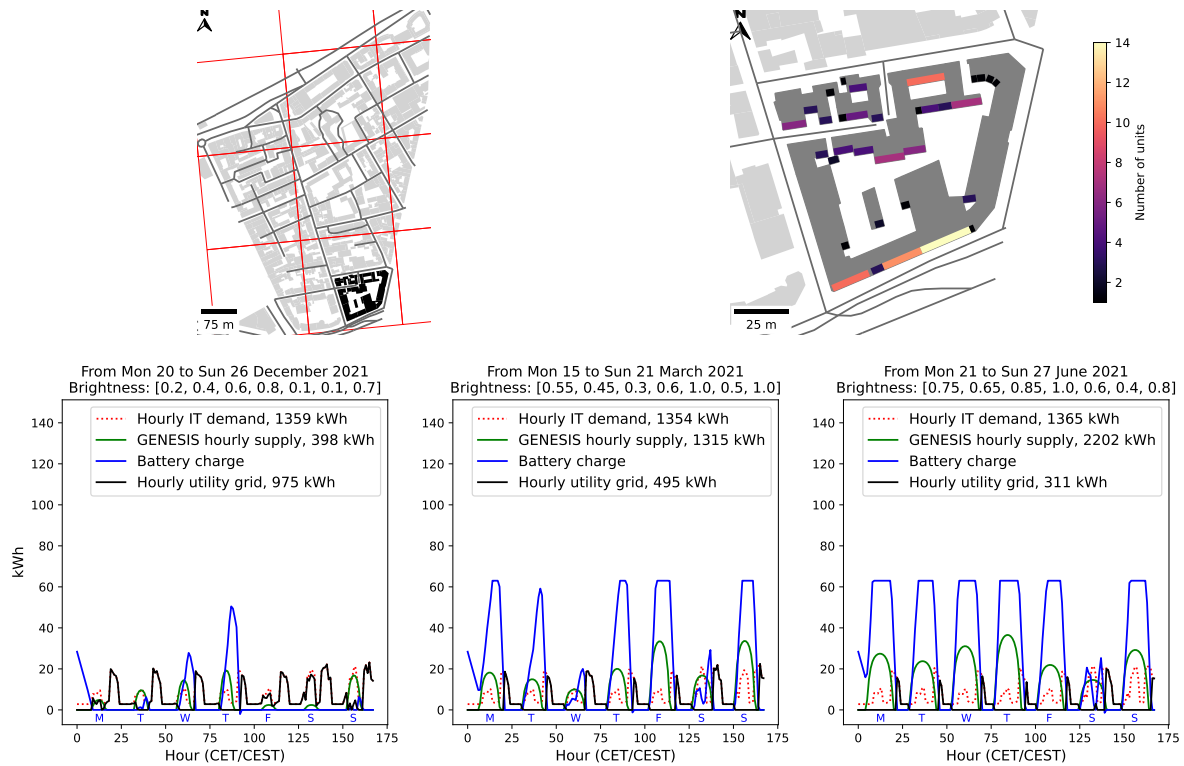 N
N
75 m
25 m
14
12
10
8
6
4
2
Number of units
From Mon 20 to Sun 26 December 2021
Brightness: [0.2, 0.4, 0.6, 0.8, 0.1, 0.1, 0.7]
Hourly IT demand, 1359 kWh
GENESIS hourly supply, 398 kWh
Battery charge
Hourly utility grid, 975 kWh
140
120
100
80
60
40
20
0
kWh
M T W T F S S
0 25 50 75 100 125 150 175
Hour (CET/CEST)
From Mon 15 to Sun 21 March 2021
Brightness: [0.55, 0.45, 0.3, 0.6, 1.0, 0.5, 1.0]
Hourly IT demand, 1354 kWh
GENESIS hourly supply, 1315 kWh
Battery charge
Hourly utility grid, 495 kWh
140
120
100
80
60
40
20
0
M T W T F S S
0 25 50 75 100 125 150 175
Hour (CET/CEST)
From Mon 21 to Sun 27 June 2021
Brightness: [0.75, 0.65, 0.85, 1.0, 0.6, 0.4, 0.8]
Hourly IT demand, 1365 kWh
GENESIS hourly supply, 2202 kWh
Battery charge
Hourly utility grid, 311 kWh
140
120
100
80
60
40
20
0
M T W T F S S
0 25 50 75 100 125 150 175
Hour (CET/CEST)